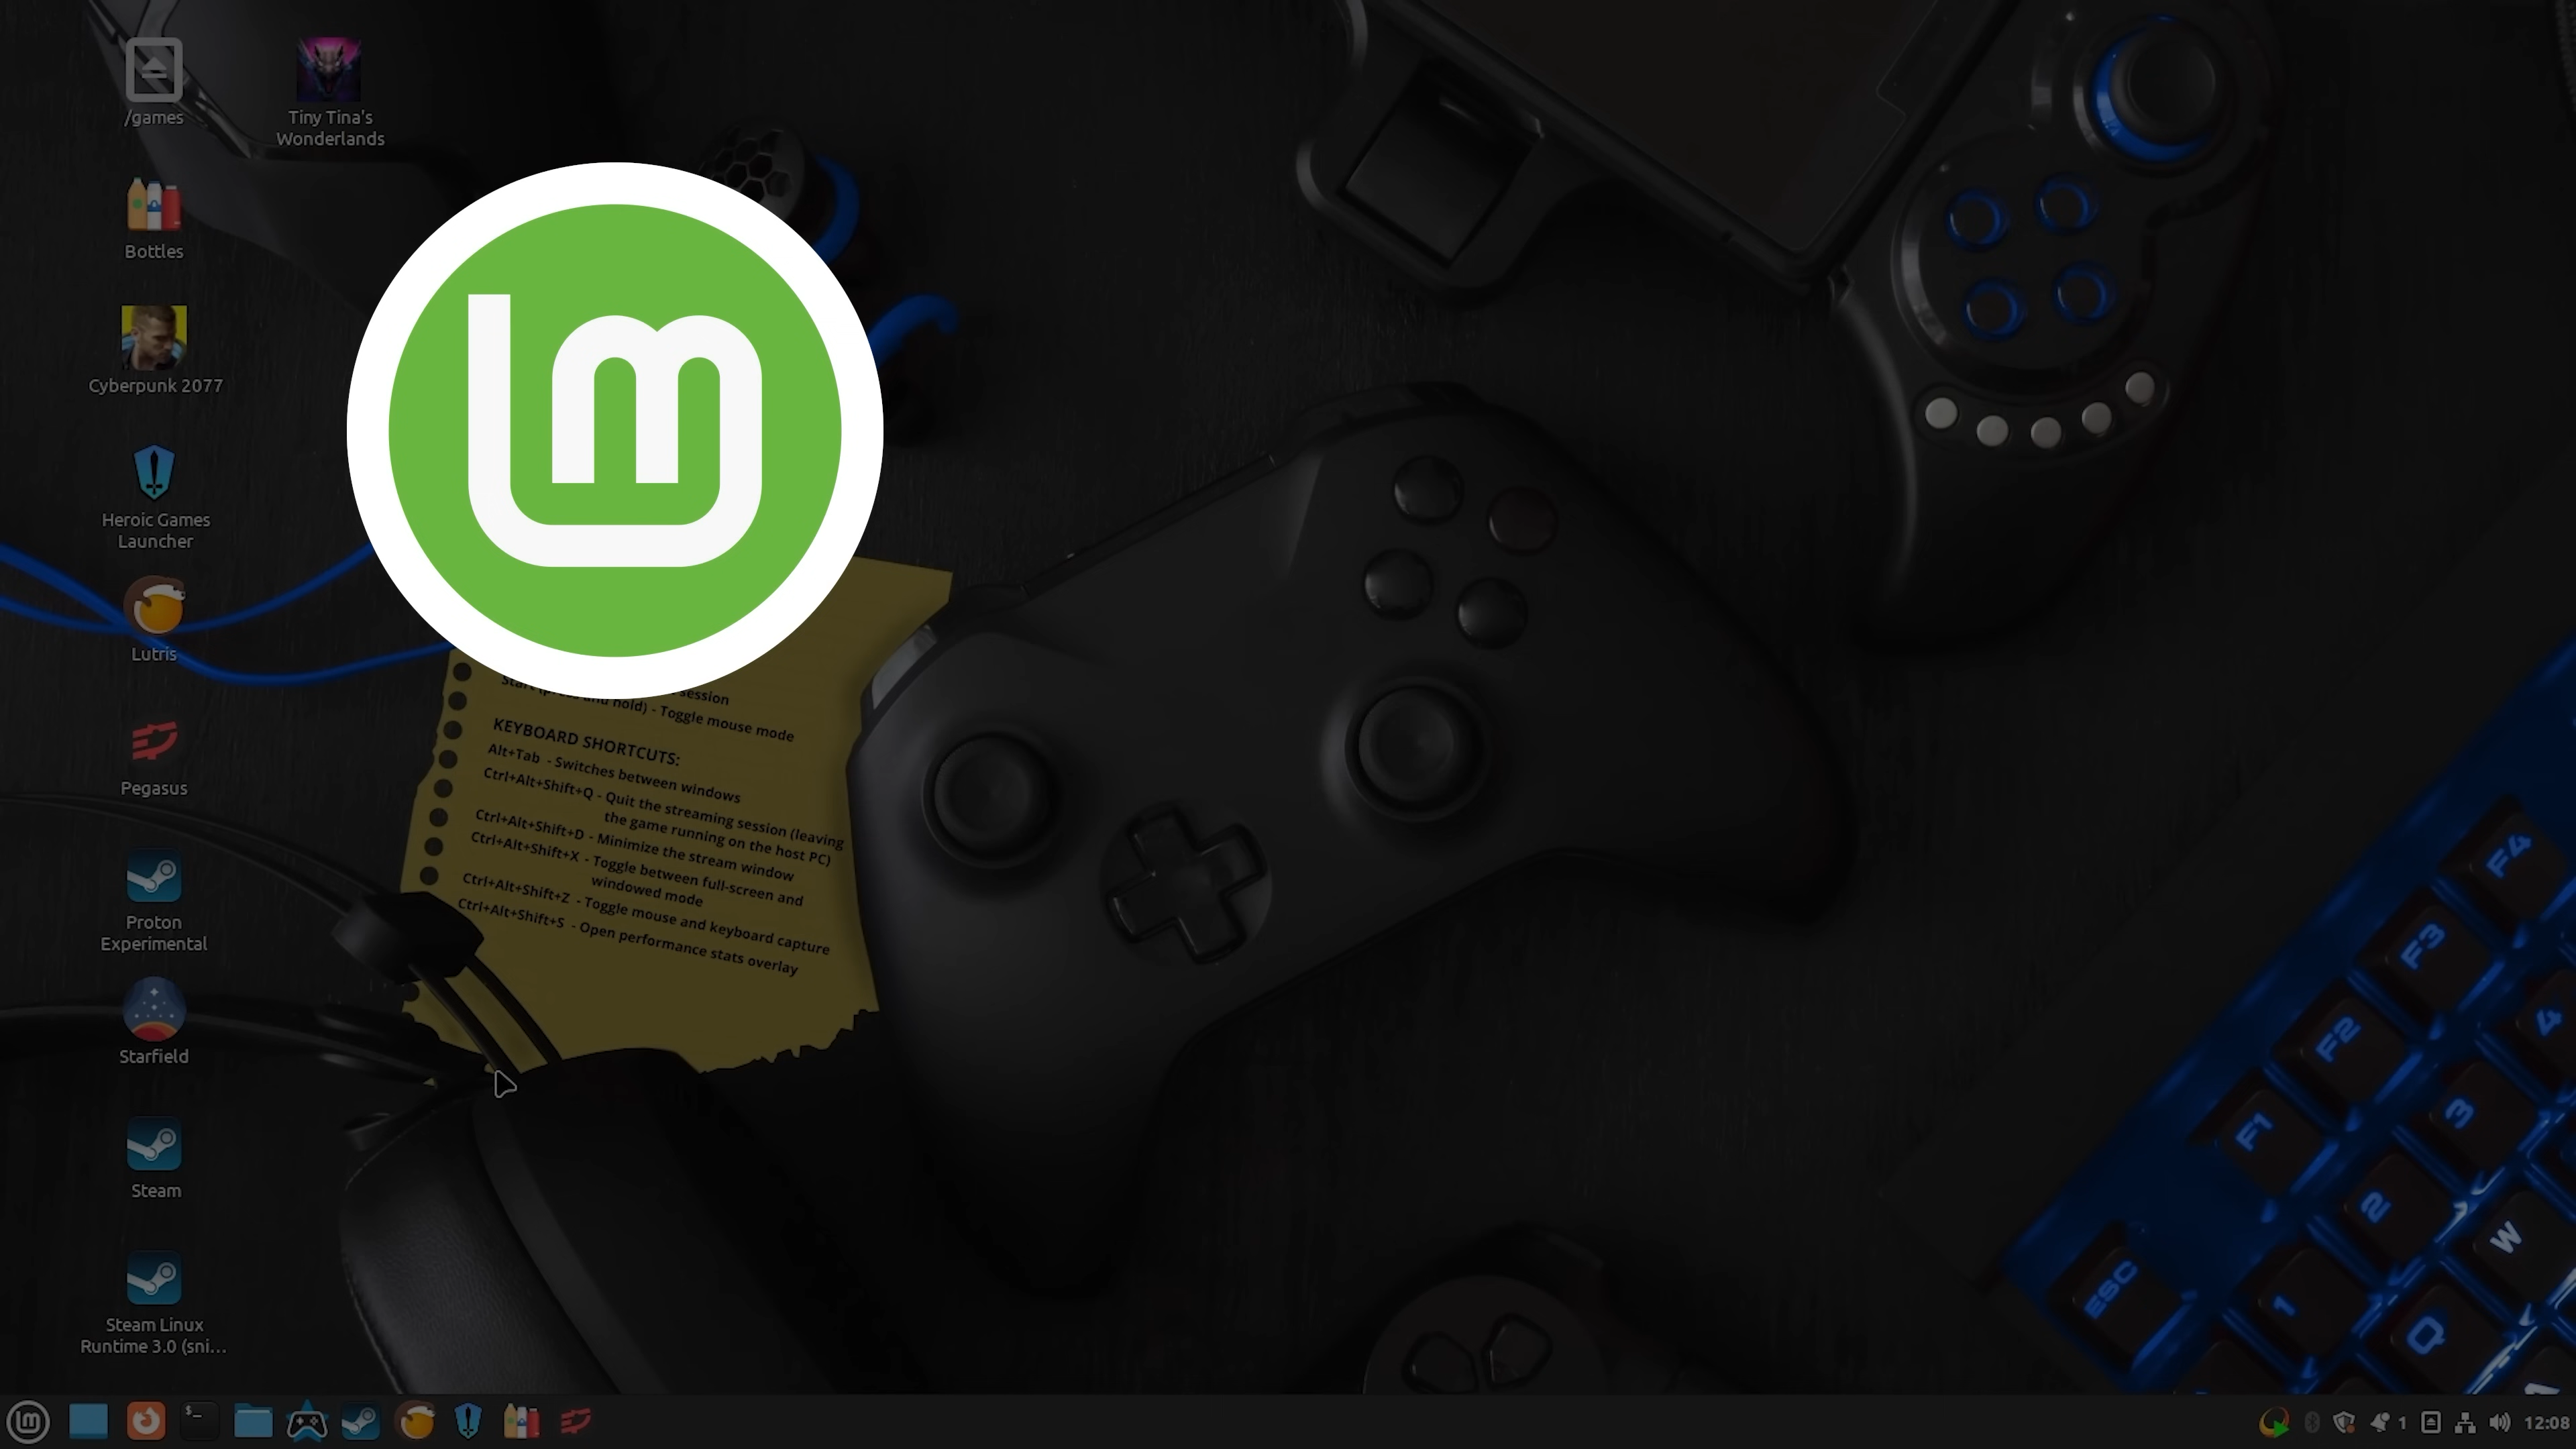 /games
Tiny Tina's
Wonderlands
Bottles
Cyberpunk 2077
Heroic Games
Launcher
Lutris
Pegasus
Proton
Experimental
Starfield
Steam
Steam Linux
Runtime 3.0 (sni...
lm
session
hold) - Toggle mouse mode
KEYBOARD SHORTCUTS:
Alt+Tab - Switches between windows
Ctrl+Alt+Shift+Q - Quit the streaming session (leaving
the game running on the host PC)
Ctrl+Alt+Shift+D - Minimize the stream window
Ctrl+Alt+Shift+X - Toggle between full-screen and
windowed mode
Ctrl+Alt+Shift+Z - Toggle mouse and keyboard capture
Ctrl+Alt+Shift+S - Open performance stats overlay
F4
F3
F2
4
F1
3
2
W
ESC
1
Q
lm
$_
1
12:08